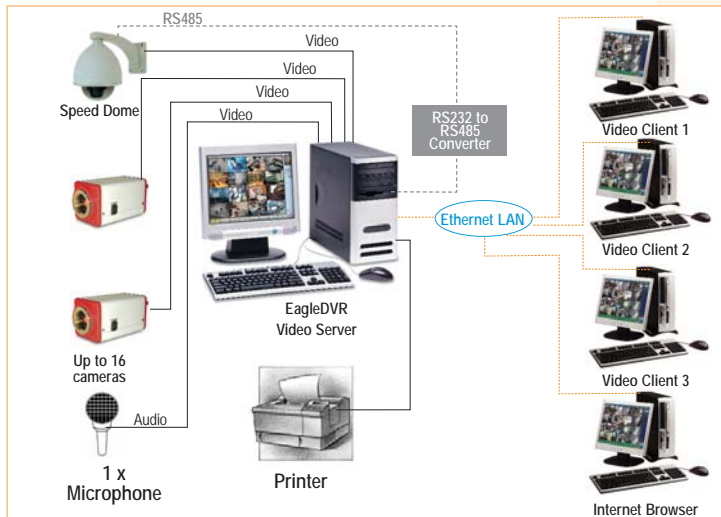 RS485
Video
Video
Video
Video
Speed Dome
RS232 to
RS485
Converter
Video Client 1
Ethernet LAN
Video Client 2
EagleDVR
Video Server
Up to 16
cameras
Video Client 3
Audio
1 x
Microphone
Printer
Internet Browser